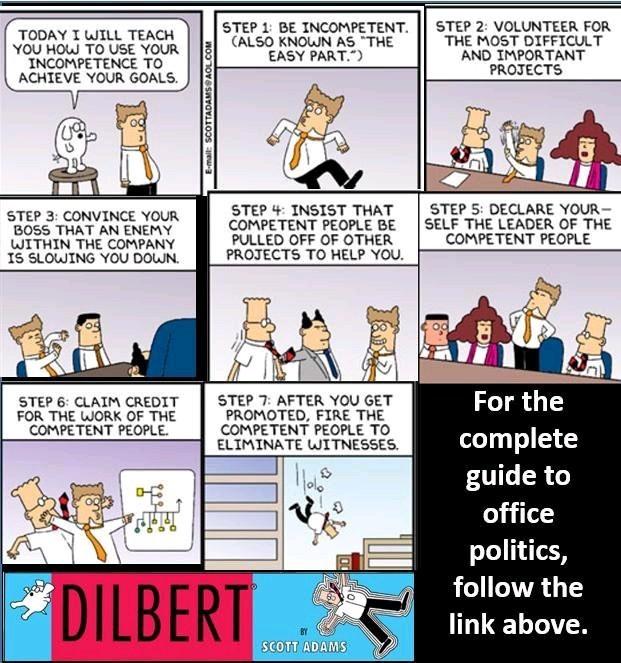 TODAY I WILL TEACH
YOU HOW TO USE YOUR
INCOMPETENCE TO
ACHIEVE YOUR GOALS.
E-mail: SCOTTADAMS@AOL.COM
STEP 1: BE INCOMPETENT.
(ALSO KNOWN AS "THE
EASY PART.")
STEP 2: VOLUNTEER FOR
THE MOST DIFFICULT
AND IMPORTANT
PROJECTS
STEP 3: CONVINCE YOUR
BOSS THAT AN ENEMY
WITHIN THE COMPANY
IS SLOWING YOU DOWN.
STEP 4: INSIST THAT
COMPETENT PEOPLE BE
PULLED OFF OF OTHER
PROJECTS TO HELP YOU.
STEP 5: DECLARE YOUR-
SELF THE LEADER OF THE
COMPETENT PEOPLE
STEP 6: CLAIM CREDIT
FOR THE WORK OF THE
COMPETENT PEOPLE.
STEP 7: AFTER YOU GET
PROMOTED, FIRE THE
COMPETENT PEOPLE TO
ELIMINATE WITNESSES.
For the
complete
guide to
office
politics,
follow the
link above.
DILBERT®
BY
SCOTT ADAMS